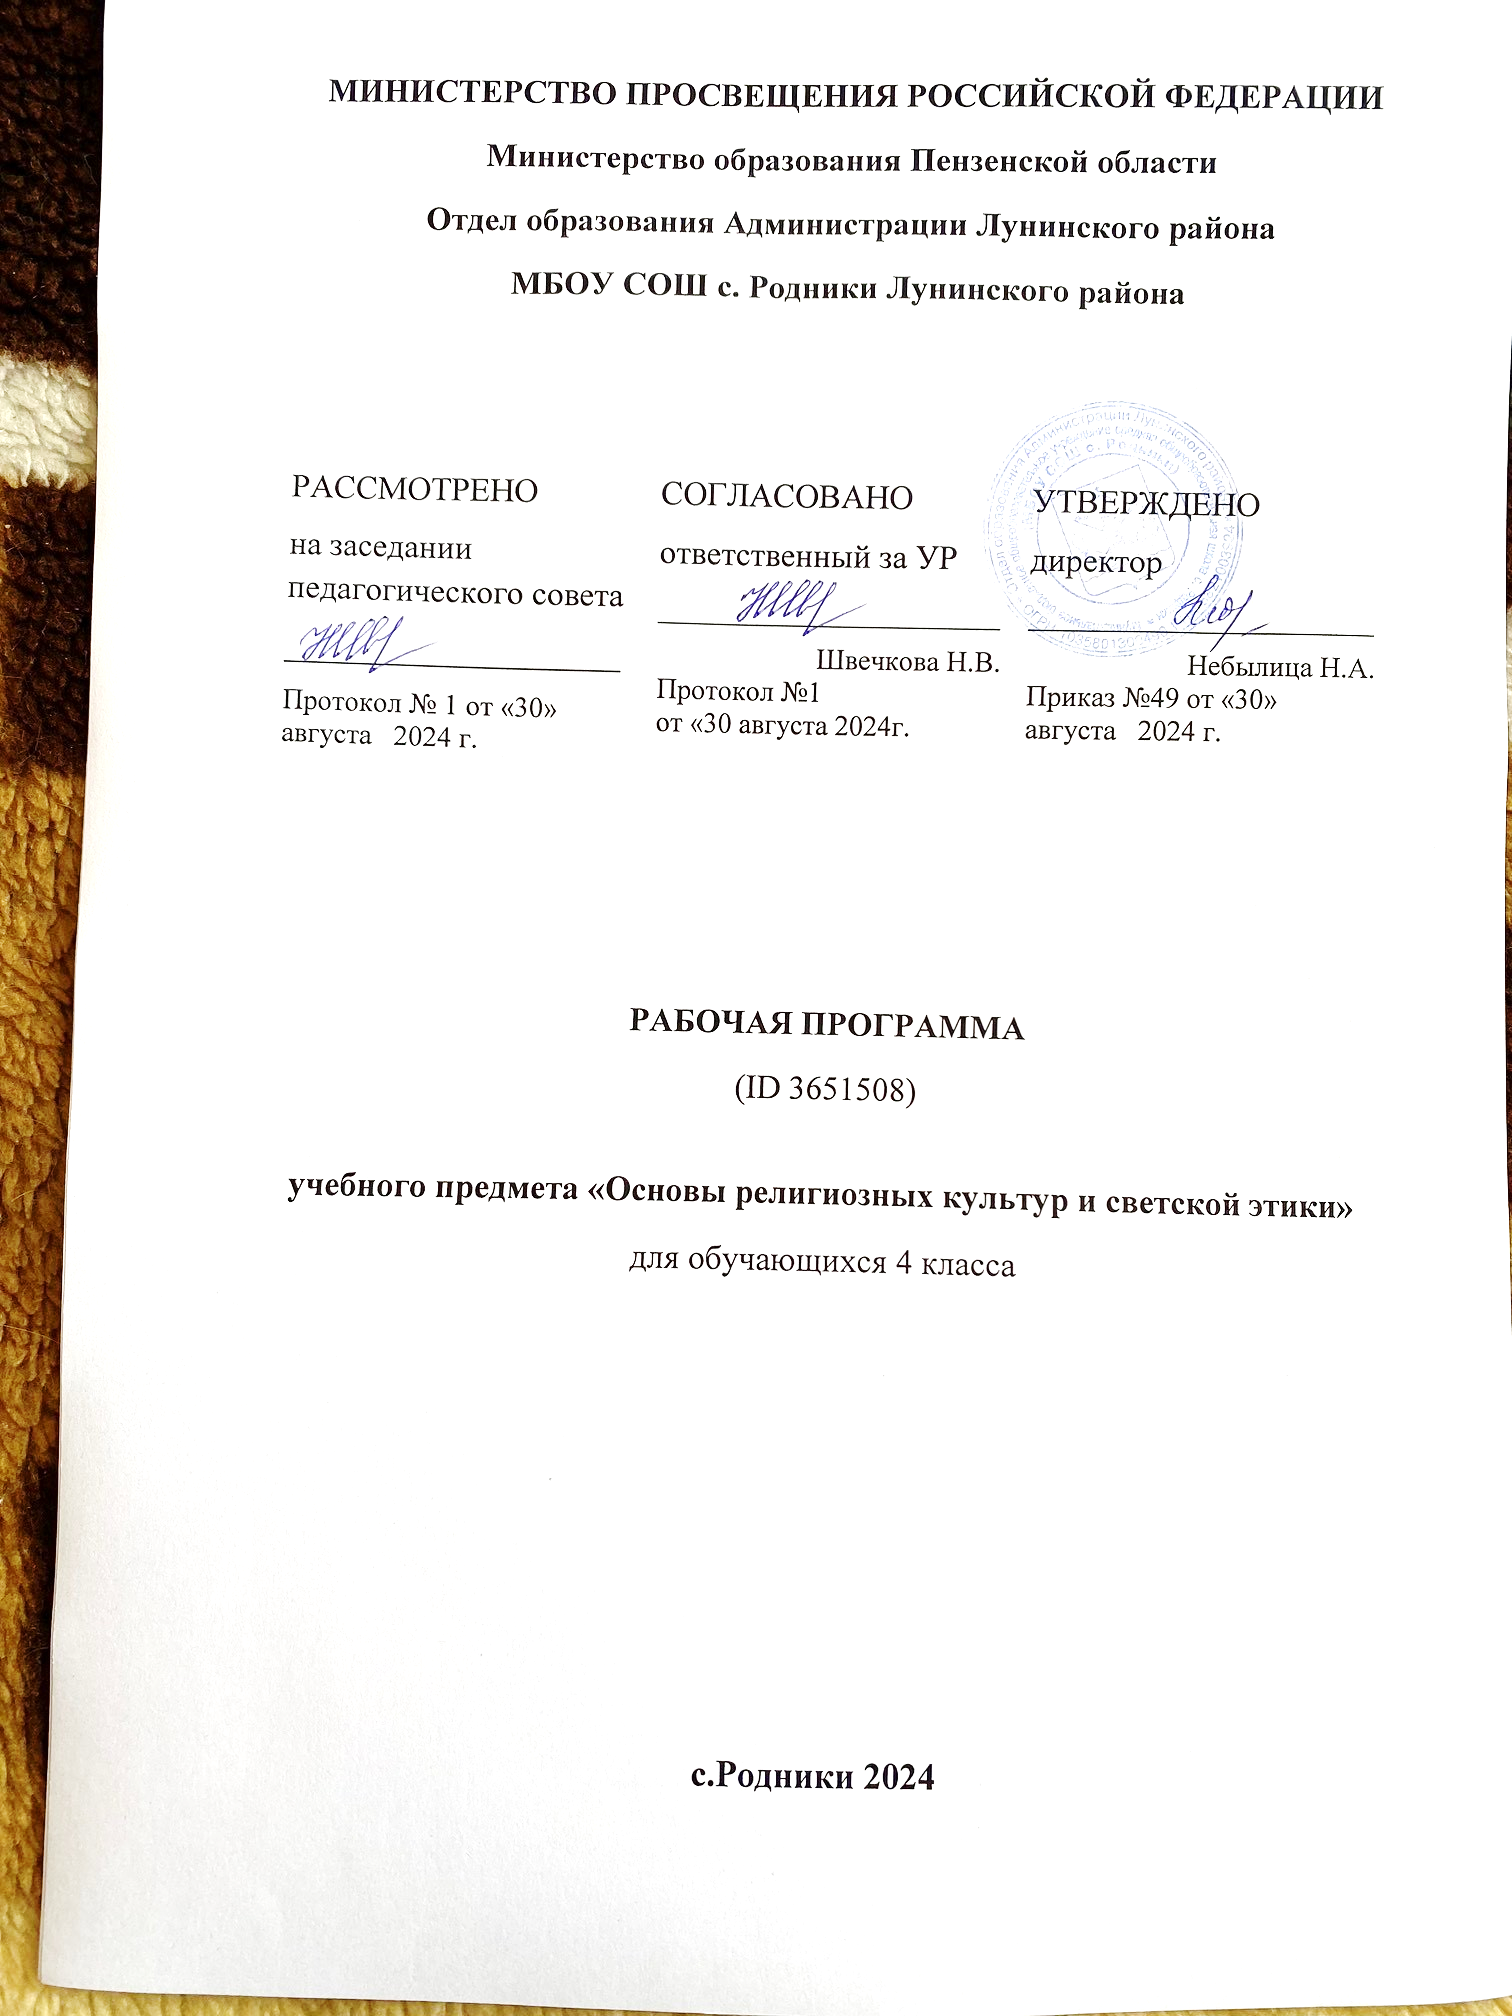 МИНИСТЕРСТВО ПРОСВЕЩЕНИЯ РОССИЙСКОЙ ФЕДЕРАЦИИ
Министерство образования Пензенской области
Отдел образования Администрации Лунинского района
МБОУ СОШ с. Родники Лунинского района
РАССМОТРЕНО
на заседании
педагогического совета
Протокол № 1 от «30»
августа 2024 г.
СОГЛАСОВАНО
ответственный за УР
Швечкова Н.В.
Протокол №1
от «30 августа 2024г.
УТВЕРЖДЕНО
директор
Небылица Н.А.
Приказ №49 от «30»
августа 2024 г.
РАБОЧАЯ ПРОГРАММА
(ID 3651508)
учебного предмета «Основы религиозных культур и светской этики»
для обучающихся 4 класса
с.Родники 2024